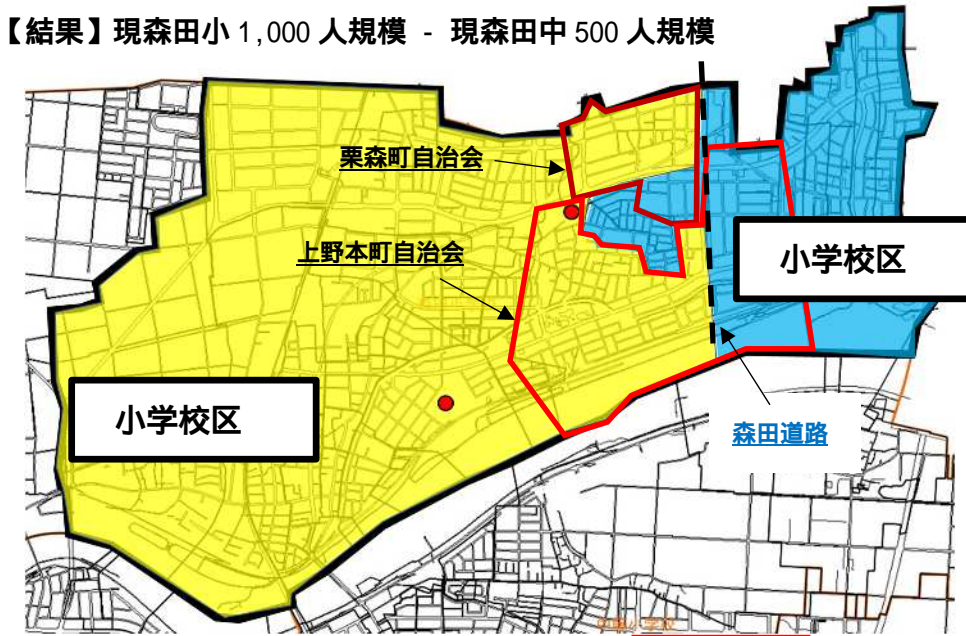 【結果】現森田小 1,000 人規模 - 現森田中 500 人規模
栗森町自治会
上野本町自治会
小学校区
小学校区
森田道路